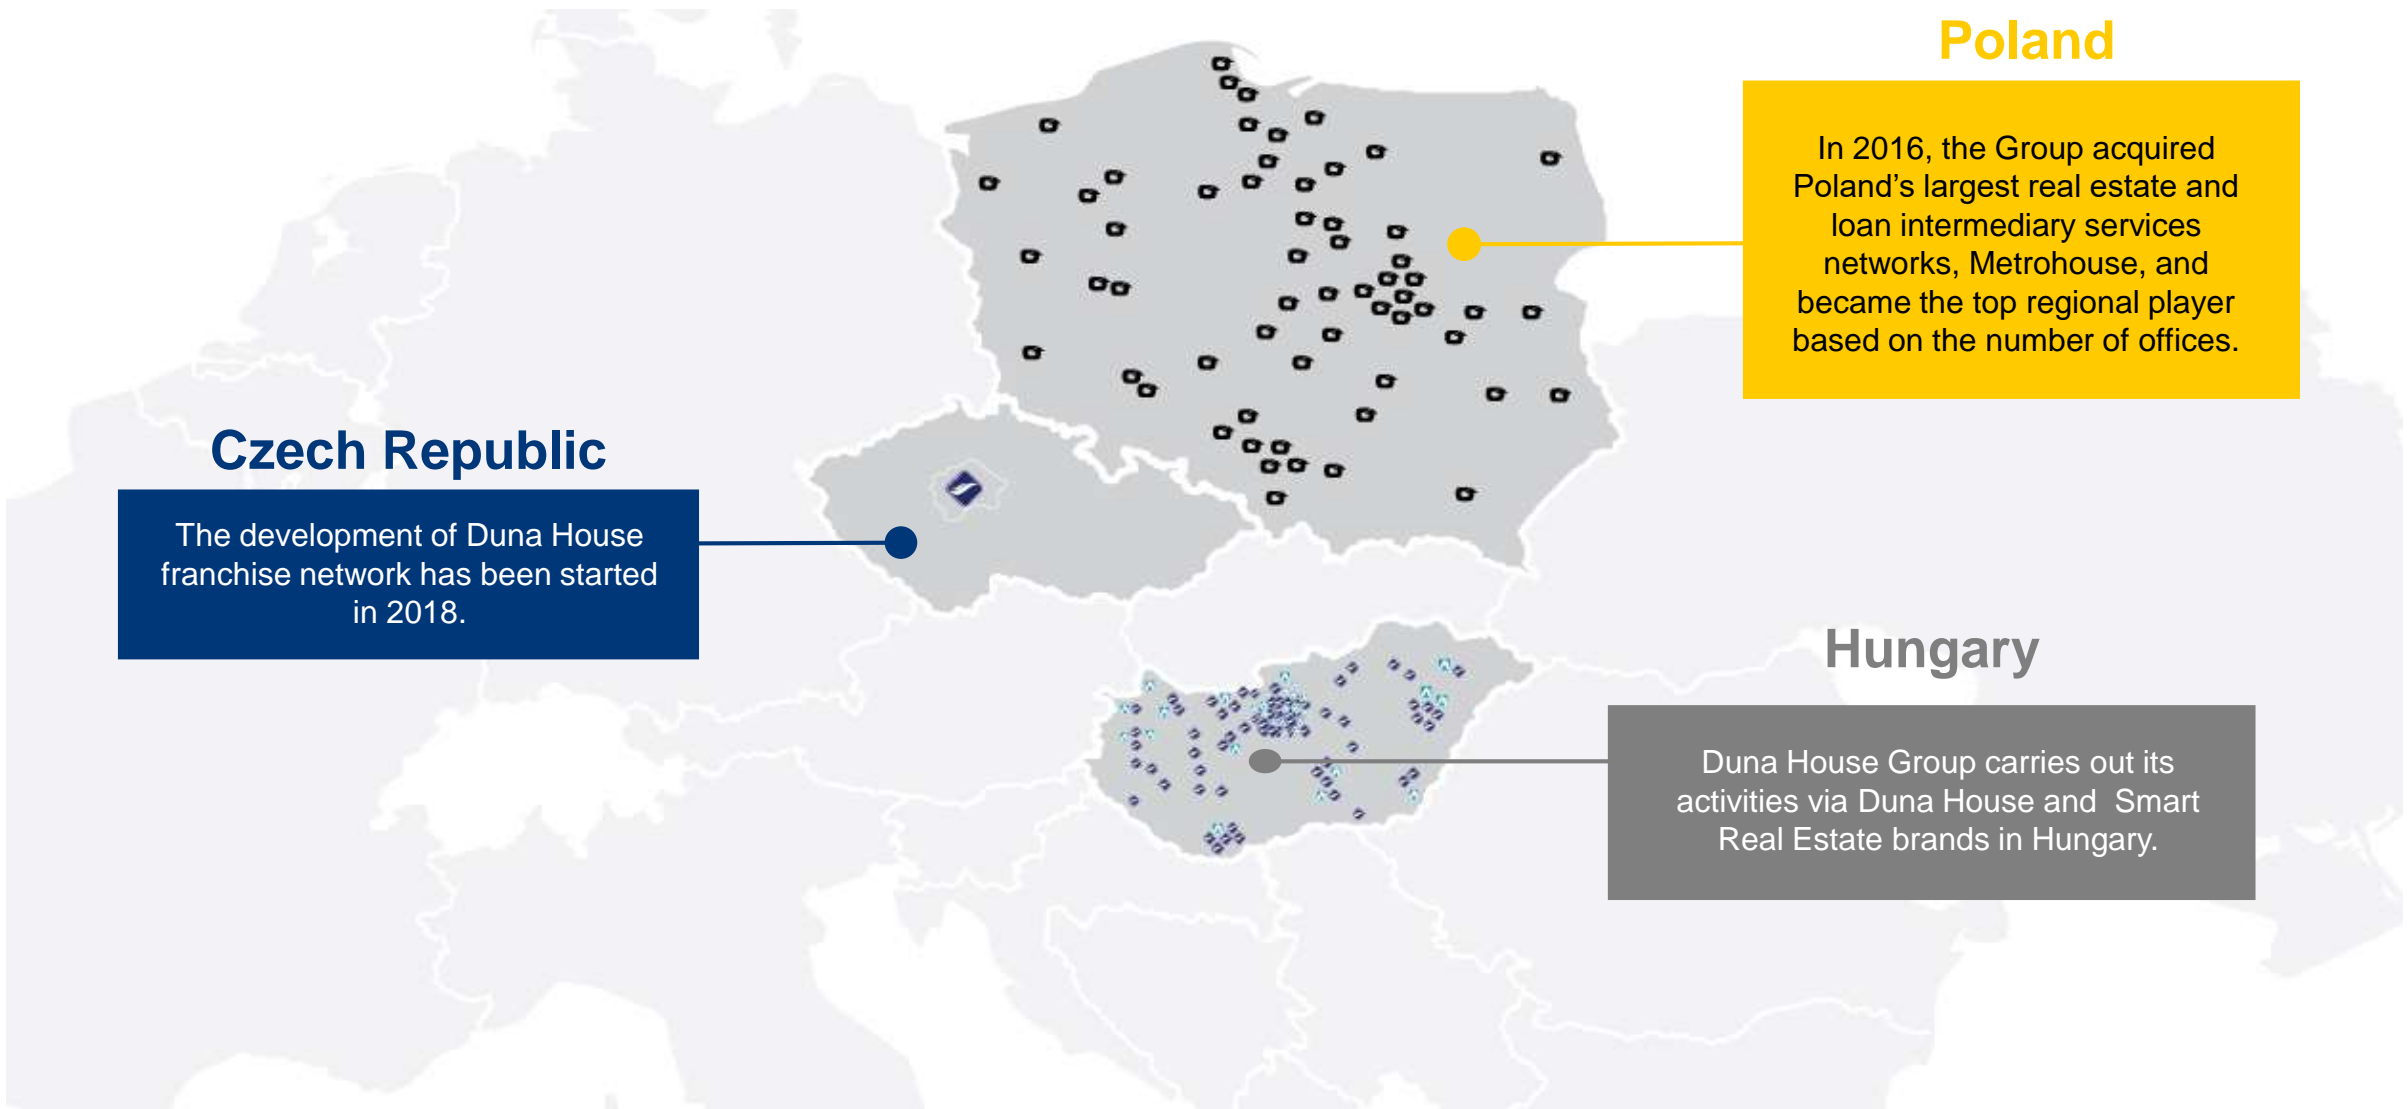 Poland
In 2016, the Group acquired
Poland’s largest real estate and
loan intermediary services
networks, Metrohouse, and
became the top regional player
based on the number of offices.
Czech Republic
The development of Duna House
franchise network has been started
in 2018.
Hungary
Duna House Group carries out its
activities via Duna House and  Smart
Real Estate brands in Hungary.